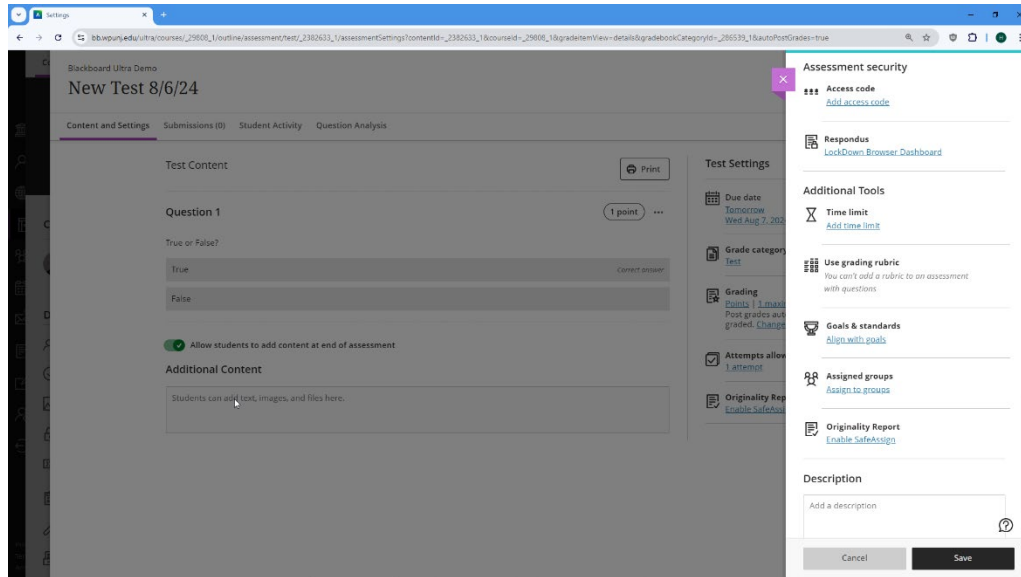 Settings
bb.wpunj.edu/ultra/courses/_29808_1/outline/assessment/test/_2382633_1/assessmentSettings?contentId=_2382633_1&courseId=_29808_1&gradeitemView=details&gradebookCategoryId=_286539_1&autoPostGrades=true
Blackboard Ultra Demo
New Test 8/6/24
Content and Settings Submissions (0) Student Activity Question Analysis
Test Content
Print
Question 1
1 point
True or False?
True
Correct answer
False
Allow students to add content at end of assessment
Additional Content
Students can add text, images, and files here.
Test Settings
Due date
Tomorrow
Wed Aug 7, 202
Grade category
Test
Grading
Points | 1 maxi
Post grades aut
graded. Change
Attempts allow
1 attempt
Originality Rep
Enable SafeAssi
Assessment security
Access code
Add access code
Respondus
LockDown Browser Dashboard
Additional Tools
Time limit
Add time limit
Use grading rubric
You can't add a rubric to an assessment
with questions
Goals & standards
Align with goals
Assigned groups
Assign to groups
Originality Report
Enable SafeAssign
Description
Add a description
Cancel
Save